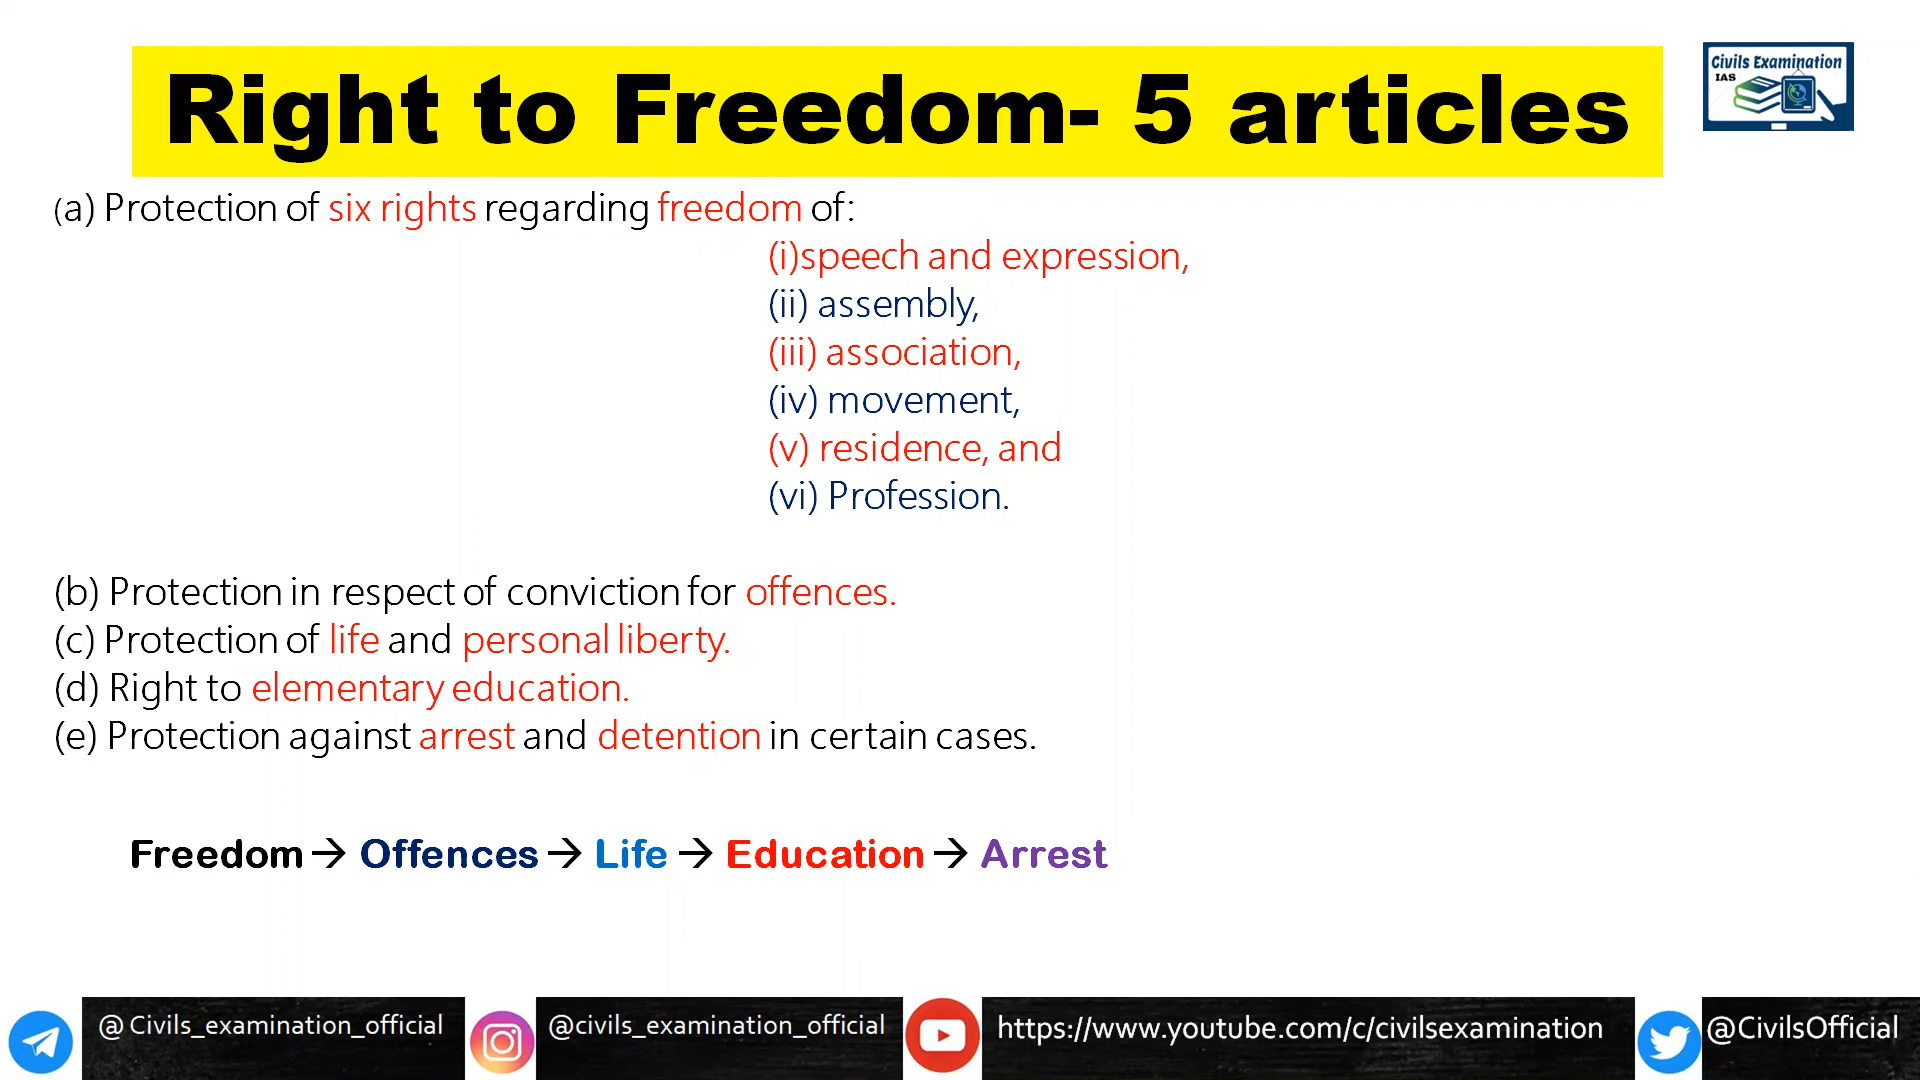 Right to Freedom- 5 articles
Civils Examination
IAS
(a) Protection of six rights regarding freedom of:
(i)speech and expression,
(ii) assembly,
(iii) association,
(iv) movement,
(v) residence, and
(vi) Profession.
(b) Protection in respect of conviction for offences.
(c) Protection of life and personal liberty.
(d) Right to elementary education.
(e) Protection against arrest and detention in certain cases.
Freedom → Offences → Life → Education → Arrest
@ Civils_examination_official
@civils_examination_official
https://www.youtube.com/c/civilsexamination
@CivilsOfficial